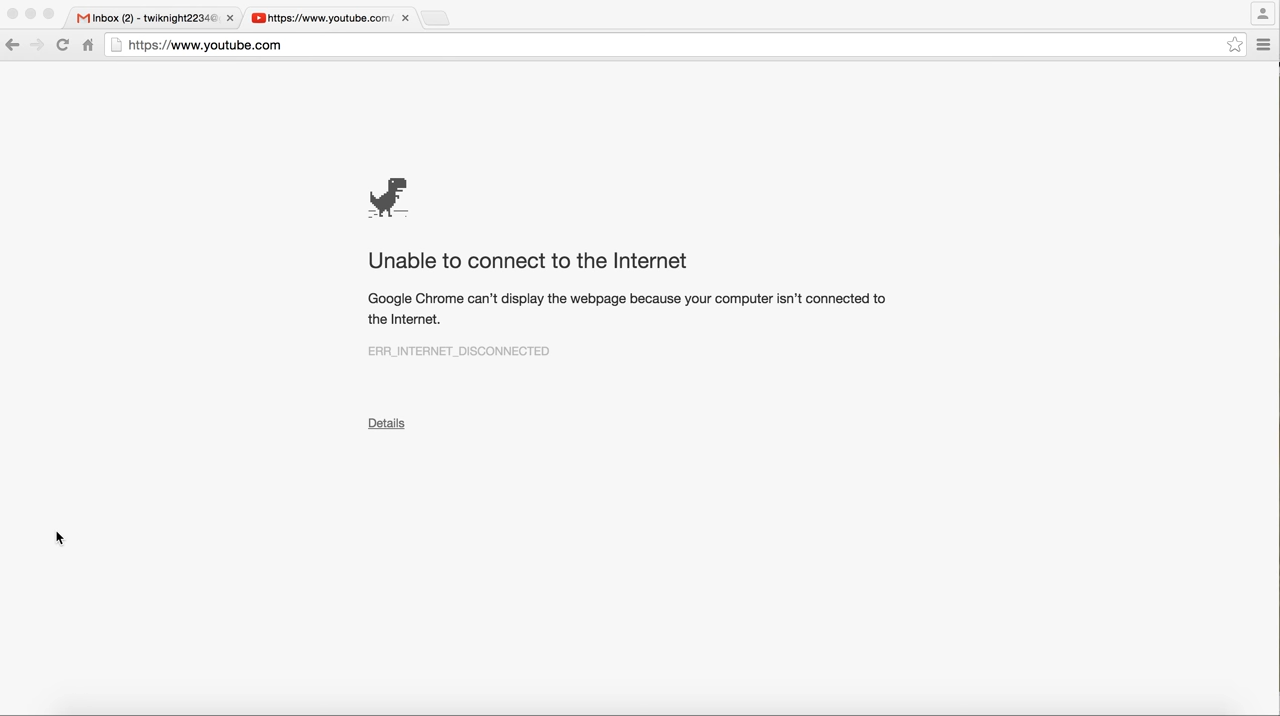 Inbox (2) - twiknight2234@
https://www.youtube.com/
https://www.youtube.com
Unable to connect to the Internet
Google Chrome can't display the webpage because your computer isn't connected to
the Internet.
ERR_INTERNET_DISCONNECTED
Details